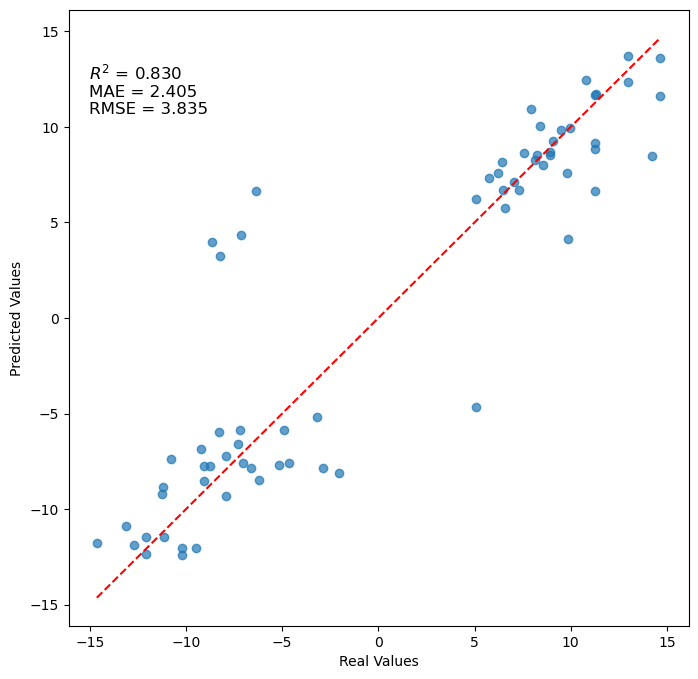 15
10
5
0
−5
−10
−15
R² = 0.830
MAE = 2.405
RMSE = 3.835
Predicted Values
−15 −10 −5 0 5 10 15
Real Values